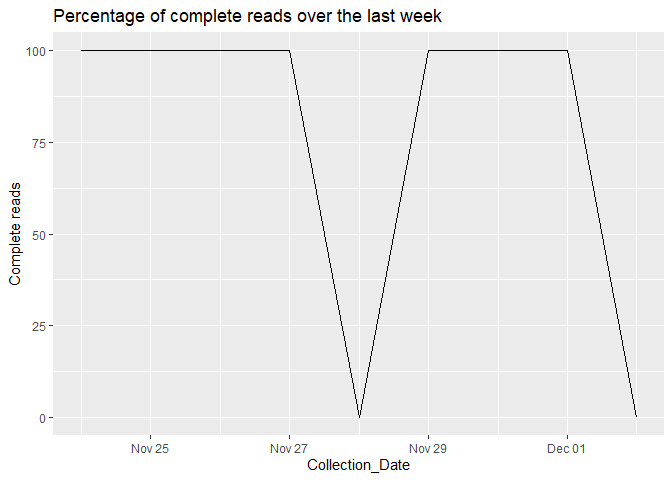 Percentage of complete reads over the last week
100
75
50
25
0
Complete reads
Nov 25 Nov 27 Nov 29 Dec 01
Collection_Date